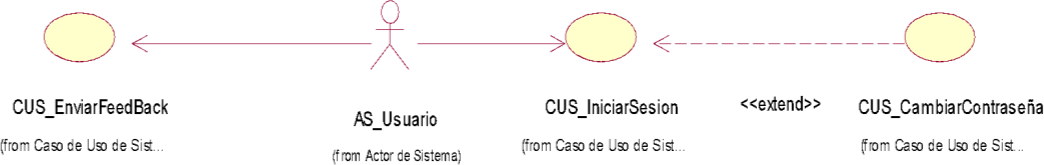 CUS_EnviarFeedBack
(from Caso de Uso de Sist...
AS_Usuario
(from Actor de Sistema)
CUS_IniciarSesion
(from Caso de Uso de Sist...
<<extend>>
CUS_CambiarContraseña
(from Caso de Uso de Sist...